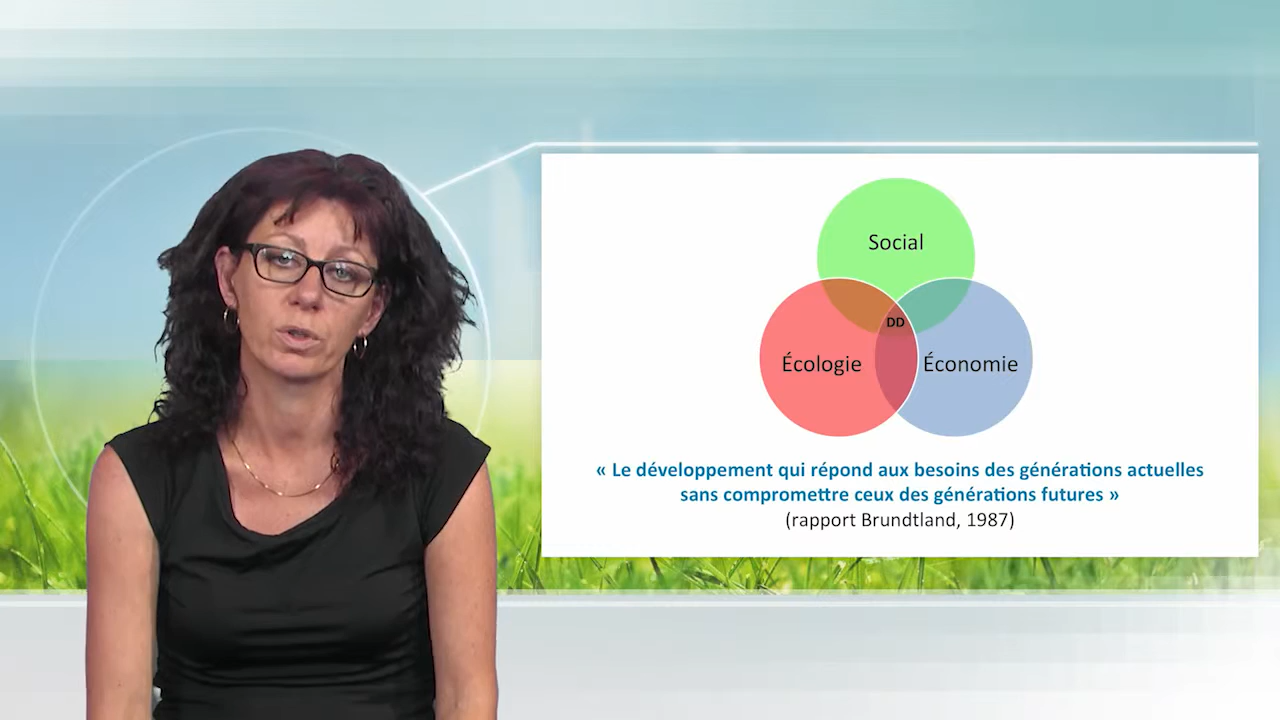 Social
DD
Écologie
Économie
« Le développement qui répond aux besoins des générations actuelles
sans compromettre ceux des générations futures »
(rapport Brundtland, 1987)